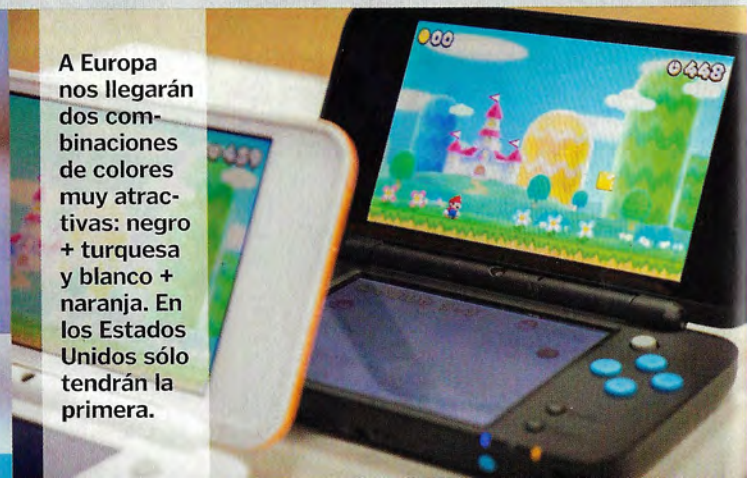 A Europa
nos llegarán
dos com-
binaciones
de colores
muy atrac-
tivas: negro
+ turquesa
y blanco +
naranja. En
los Estados
Unidos sólo
tendrán la
primera.
00
448